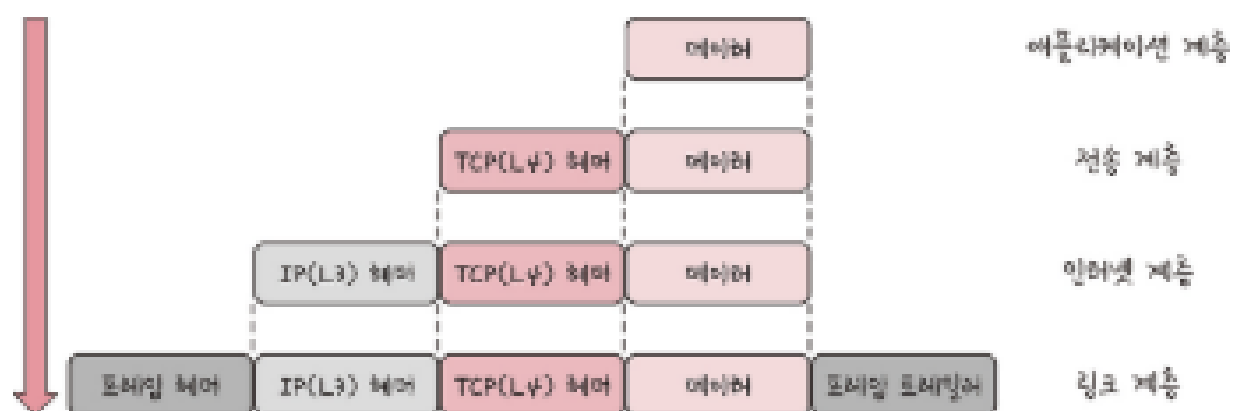 데이터 애플리케이션 계층
TCP(L4) 헤더 데이터 전송 계층
IP(L3) 헤더 TCP(L4) 헤더 데이터 인터넷 계층
프레임 헤더 IP(L3) 헤더 TCP(L4) 헤더 데이터 프레임 트레일러 링크 계층